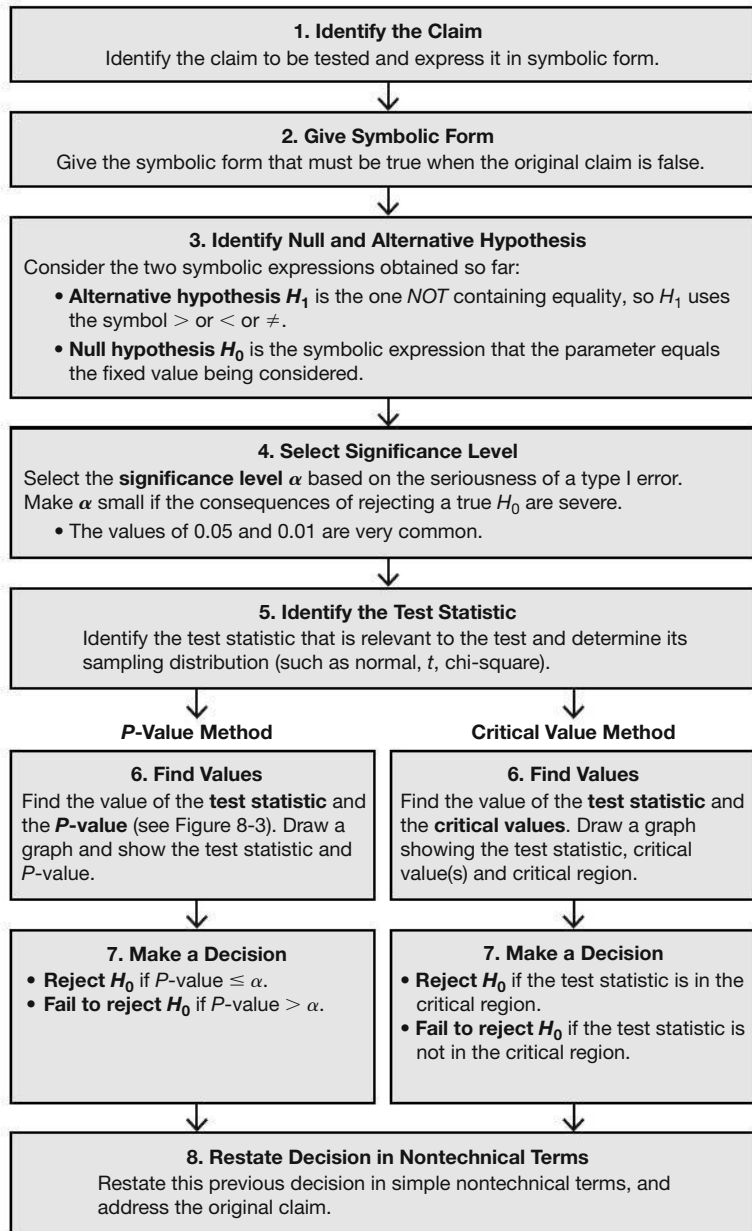 1. Identify the Claim
Identify the claim to be tested and express it in symbolic form.
2. Give Symbolic Form
Give the symbolic form that must be true when the original claim is false.
3. Identify Null and Alternative Hypothesis
Consider the two symbolic expressions obtained so far:
• Alternative hypothesis H₁ is the one NOT containing equality, so H₁ uses
the symbol > or < or ≠.
• Null hypothesis H₀ is the symbolic expression that the parameter equals
the fixed value being considered.
4. Select Significance Level
Select the significance level α based on the seriousness of a type I error.
Make α small if the consequences of rejecting a true H₀ are severe.
• The values of 0.05 and 0.01 are very common.
5. Identify the Test Statistic
Identify the test statistic that is relevant to the test and determine its
sampling distribution (such as normal, t, chi-square).
P-Value Method
6. Find Values
Find the value of the test statistic and
the P-value (see Figure 8-3). Draw a
graph and show the test statistic and
P-value.
7. Make a Decision
• Reject H₀ if P-value ≤ α.
• Fail to reject H₀ if P-value > α.
Critical Value Method
6. Find Values
Find the value of the test statistic and
the critical values. Draw a graph
showing the test statistic, critical
value(s) and critical region.
7. Make a Decision
• Reject H₀ if the test statistic is in the
critical region.
• Fail to reject H₀ if the test statistic is
not in the critical region.
8. Restate Decision in Nontechnical Terms
Restate this previous decision in simple nontechnical terms, and
address the original claim.